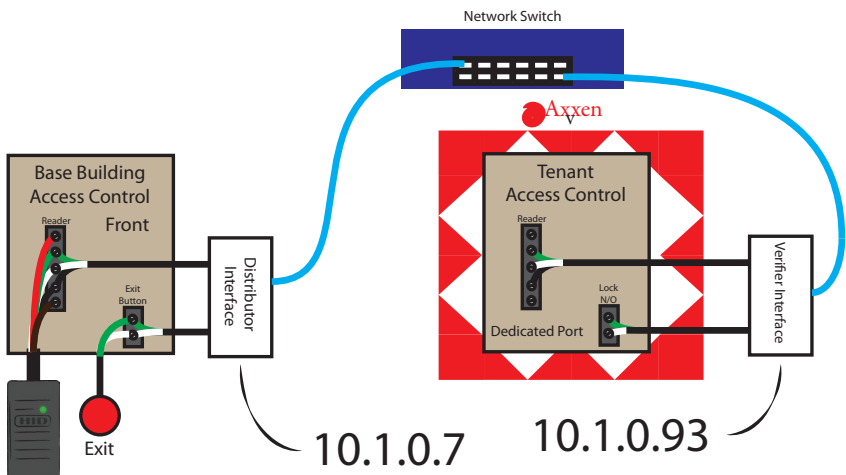 Network Switch
Axxen
v
Base Building
Access Control
Front
Reader
Exit
Button
Distributor
Interface
Tenant
Access Control
Reader
Lock
N/O
Dedicated Port
Verifier Interface
HID
Exit
10.1.0.7
10.1.0.93